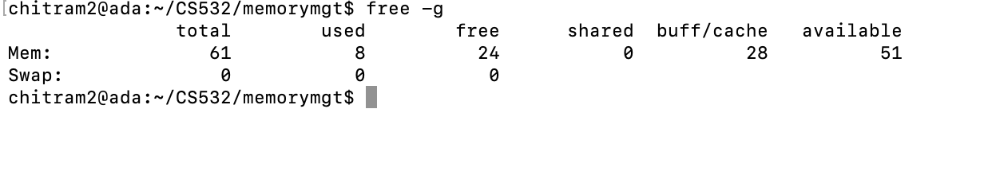 [chitram2@ada:~/CS532/memorymgt$ free -g
total used free shared buff/cache available
Mem: 61 8 24 0 28 51
Swap: 0 0 0
chitram2@ada:~/CS532/memorymgt$